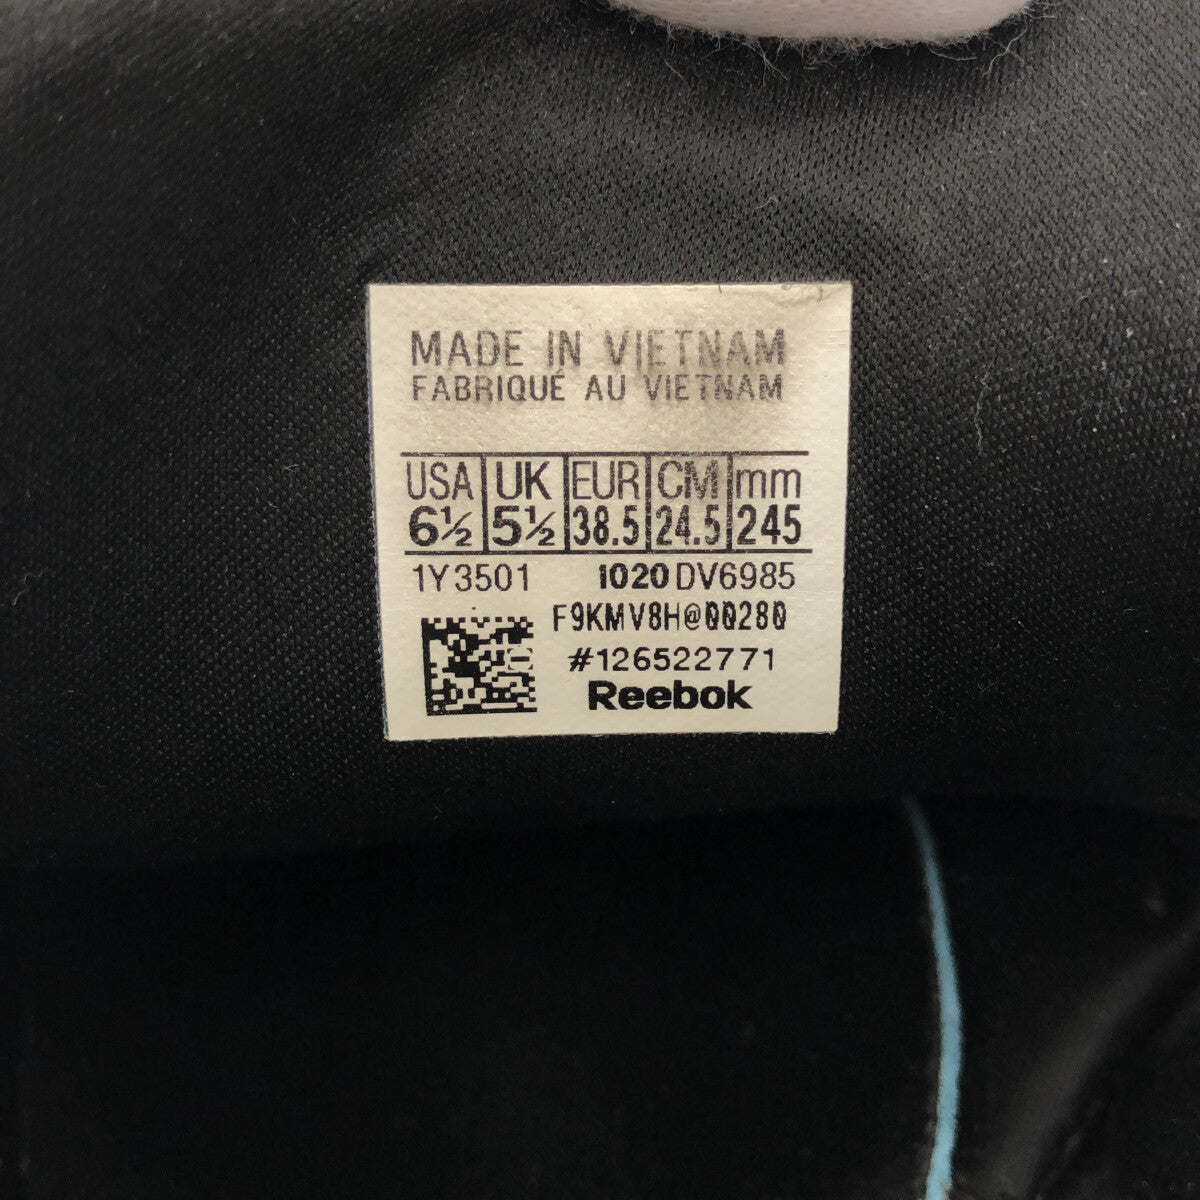 MADE IN VIETNAM
FABRIQUÉ AU VIETNAM
USA UK EUR CM mm
6½ 5½ 38.5 24.5 245
1Y3501 I020 DV6985
F9KMV8H@00280
#126522771
Reebok